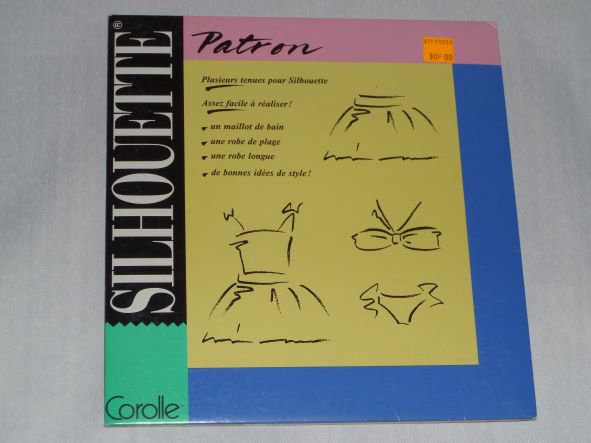 SILHOUETTE®
Patron
30F00
Plusieurs tenues pour Silhouette
Assez facile à réaliser!
un maillot de bain
une robe de plage
une robe longue
de bonnes idées de style!
Corolle